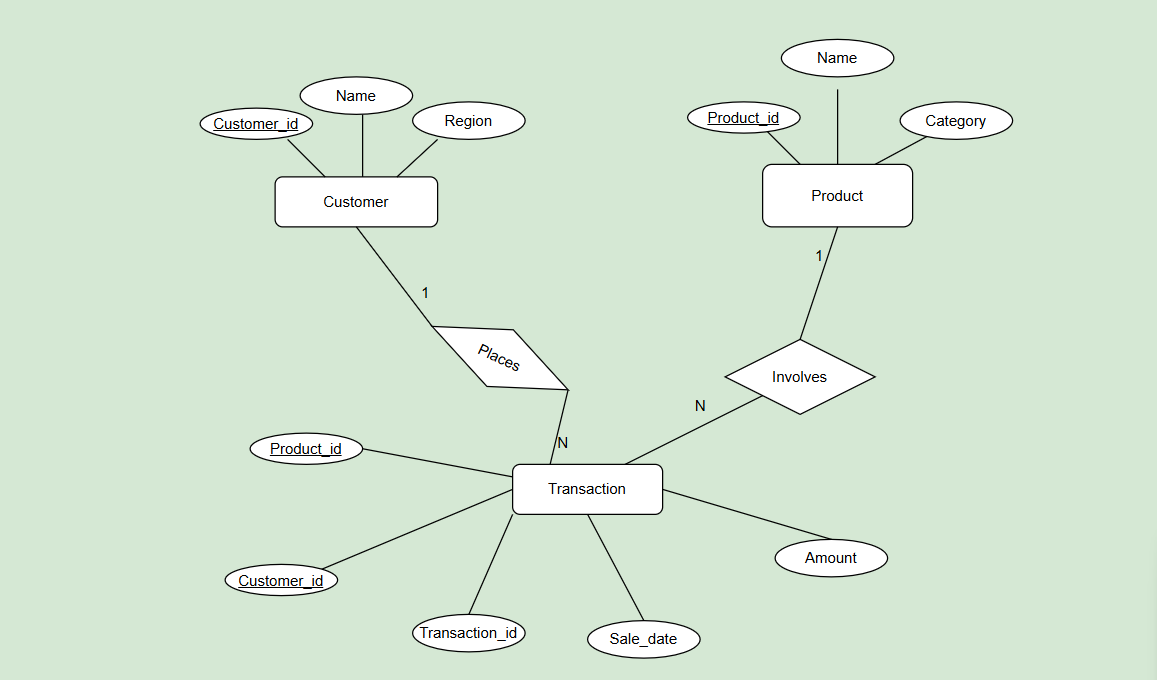 Name
Name
Customer_id
Region
Product_id
Category
Customer
Product
1
1
Places
Involves
N
N
Product_id
Transaction
Customer_id
Amount
Transaction_id
Sale_date